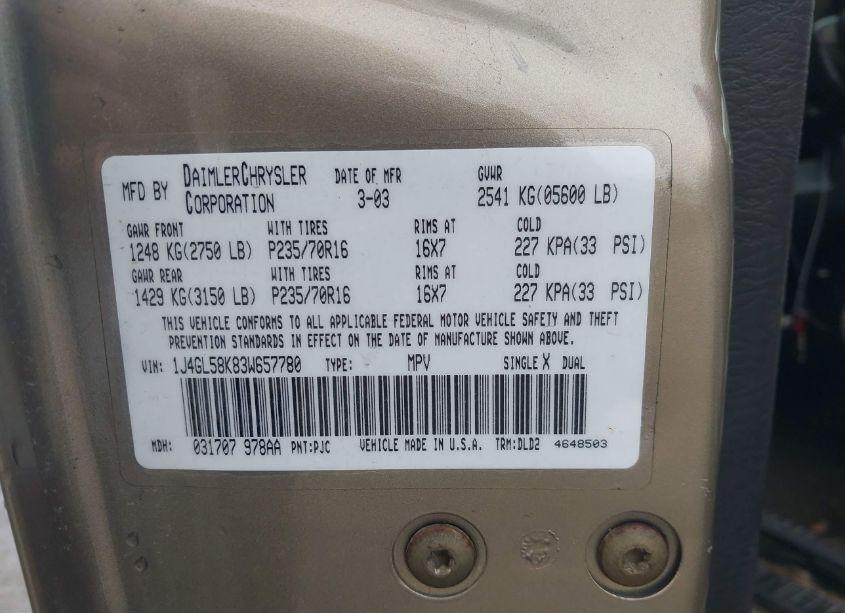 MFD BY DAIMLERCHRYSLER CORPORATION DATE OF MFR 3-03 GVWR 2541 KG(05600 LB)
GAWR FRONT WITH TIRES RIMS AT COLD
1248 KG(2750 LB) P235/70R16 16X7 227 KPA(33 PSI)
GAWR REAR WITH TIRES RIMS AT COLD
1429 KG(3150 LB) P235/70R16 16X7 227 KPA(33 PSI)
THIS VEHICLE CONFORMS TO ALL APPLICABLE FEDERAL MOTOR VEHICLE SAFETY AND THEFT
PREVENTION STANDARDS IN EFFECT ON THE DATE OF MANUFACTURE SHOWN ABOVE.
VIN: 1J4GL58K83W657780 TYPE: MPV SINGLE X DUAL
MDH: 031707 978AA PNT:PJC VEHICLE MADE IN U.S.A. TRM:DLD2 4648503